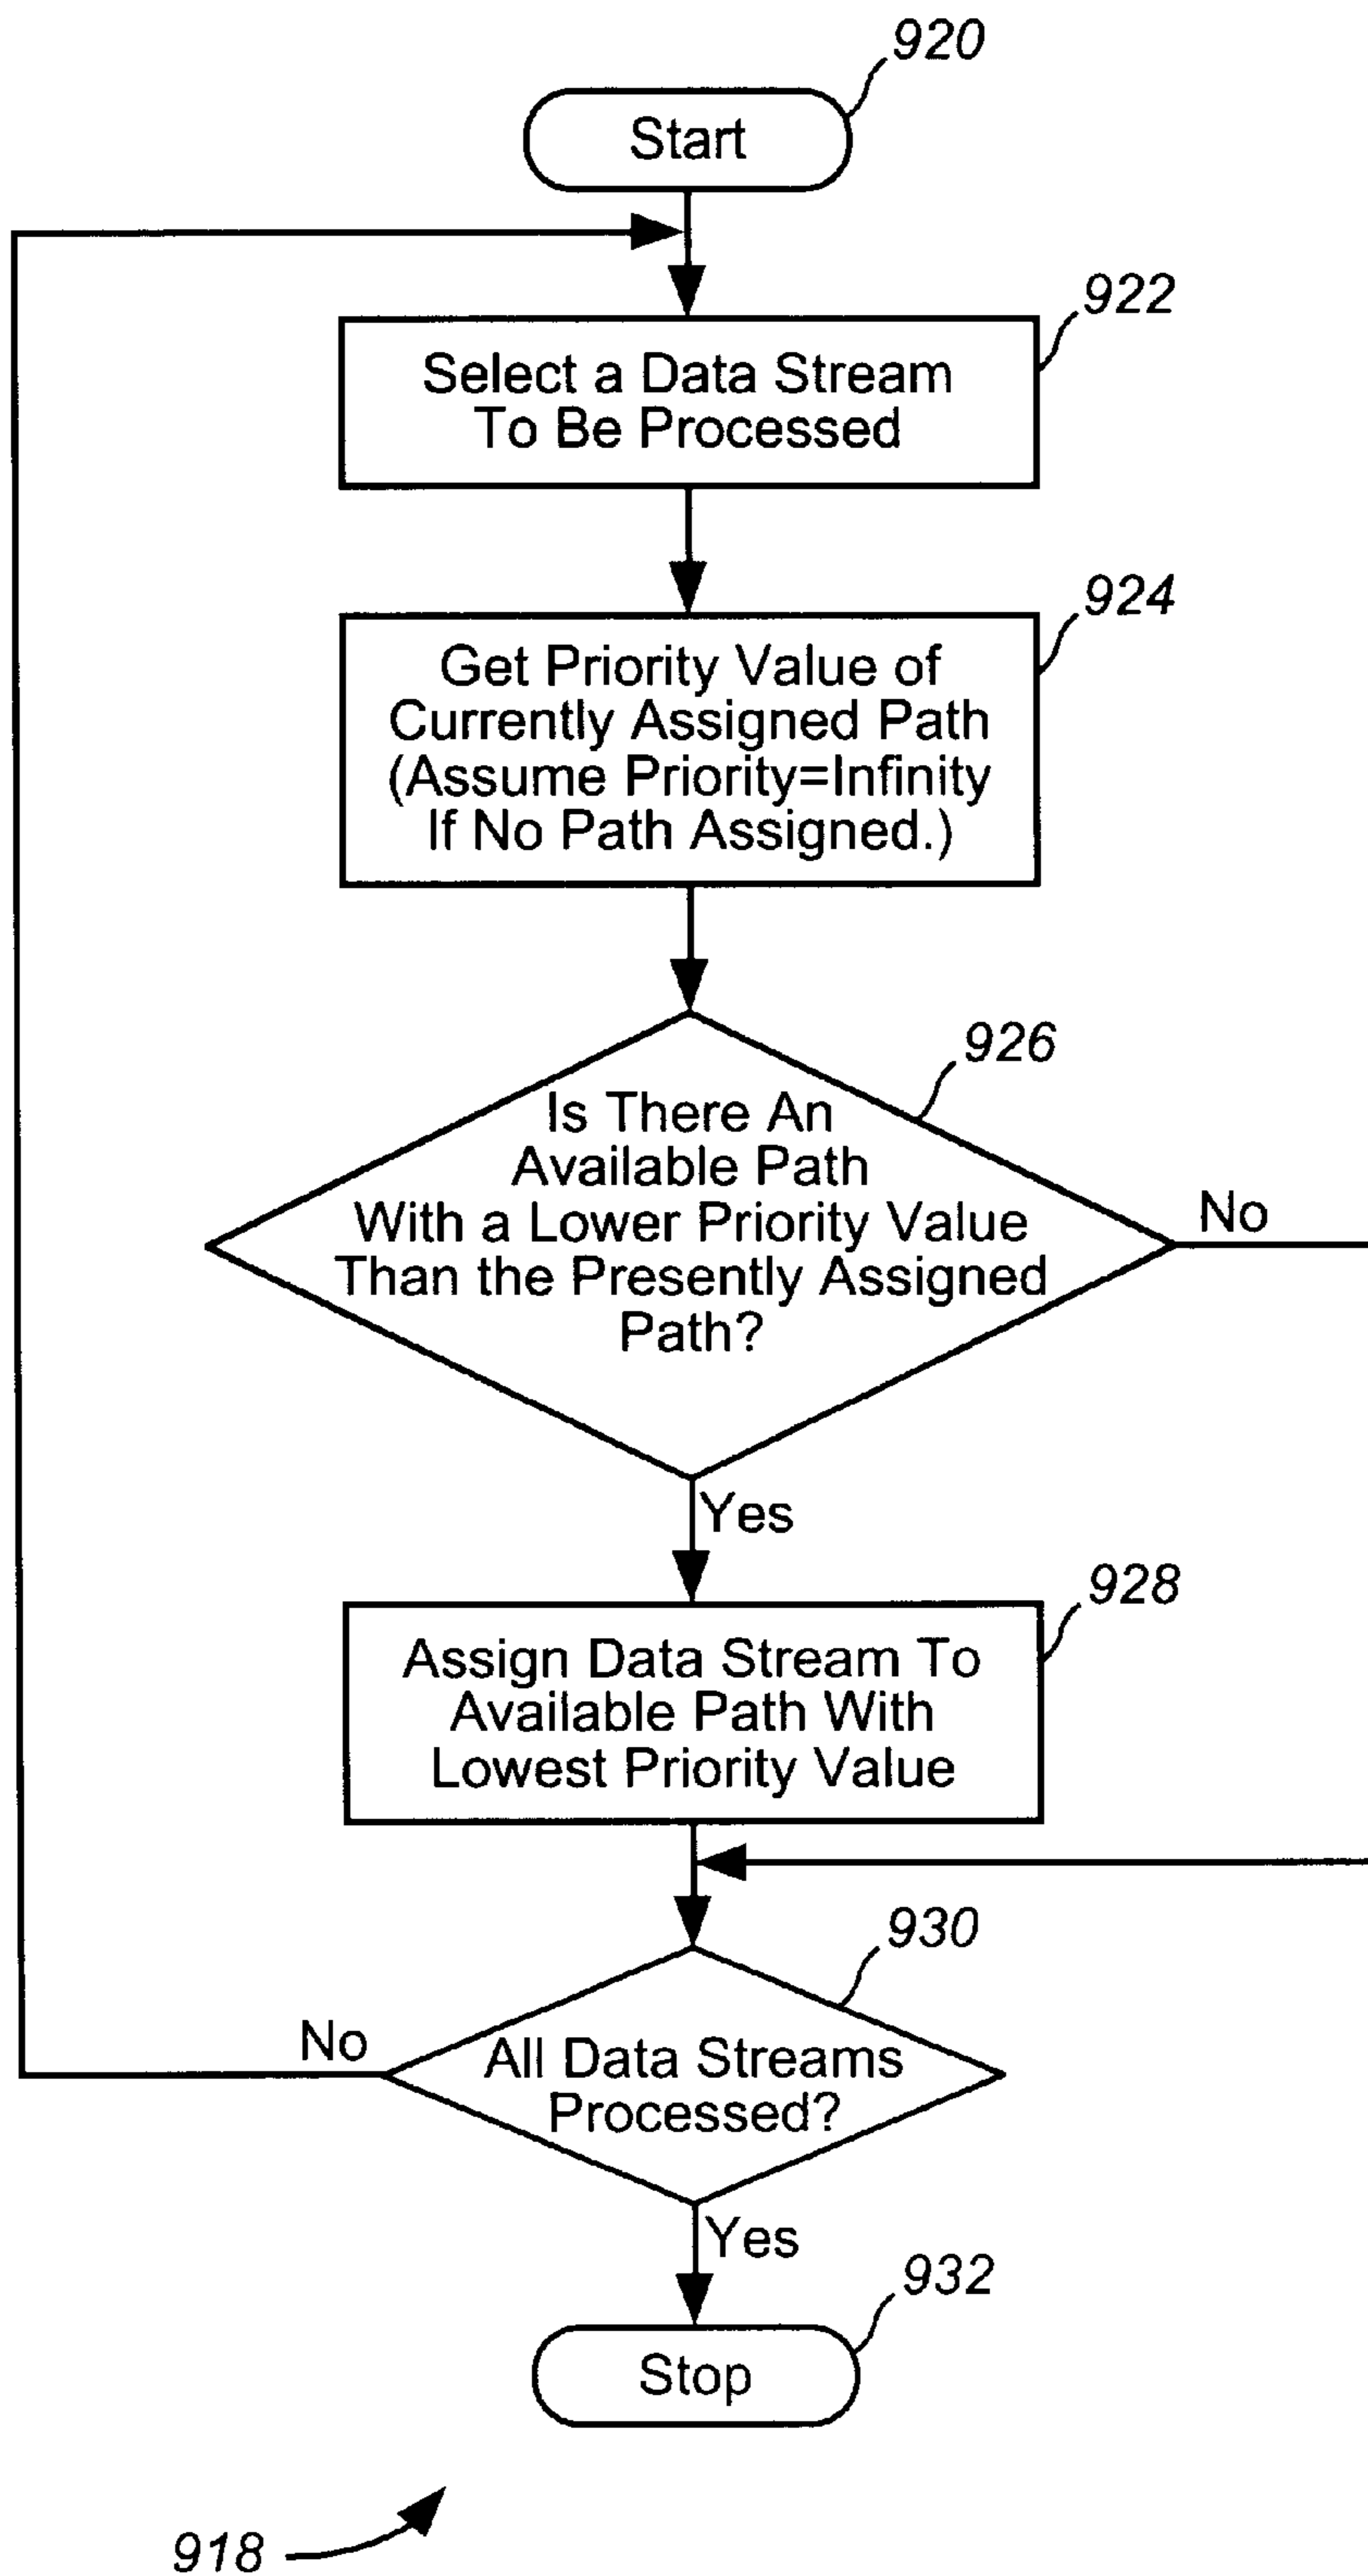 920
Start
922
Select a Data Stream
To Be Processed
924
Get Priority Value of
Currently Assigned Path
(Assume Priority=Infinity
If No Path Assigned.)
926
Is There An
Available Path
With a Lower Priority Value
Than the Presently Assigned
Path?
No
Yes
928
Assign Data Stream To
Available Path With
Lowest Priority Value
930
No
All Data Streams
Processed?
Yes
932
Stop
918